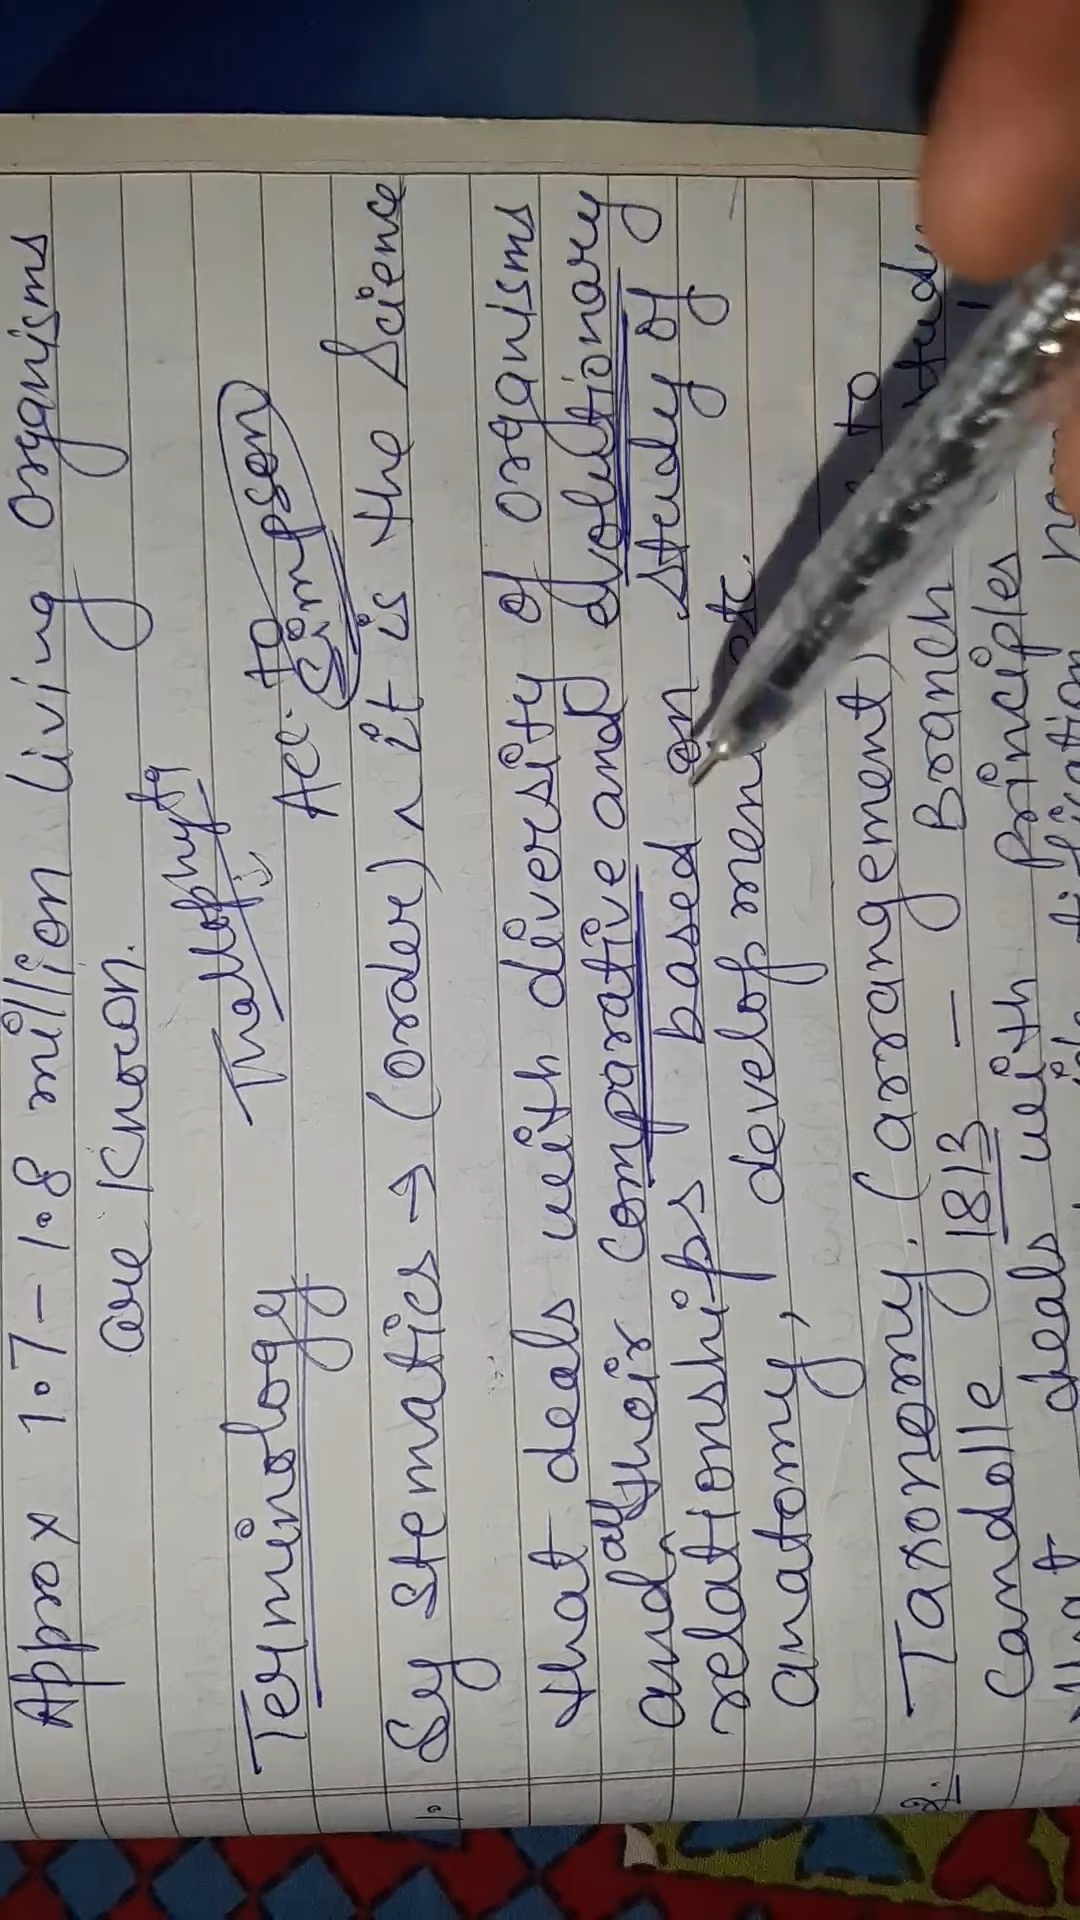 Approx 1.7 - 1.8 million living organisms
are known.
Thallophyta
Terminology
Acc. to Simpson
1. Systematics → (order) it is the Science
that deals with diversity of organisms
and all their comparative and evolutionary
relationships based on study of
anatomy, development etc.
2. Taxonomy. (arrangement) to
Candolle 1813 - Branch
that deals with principles